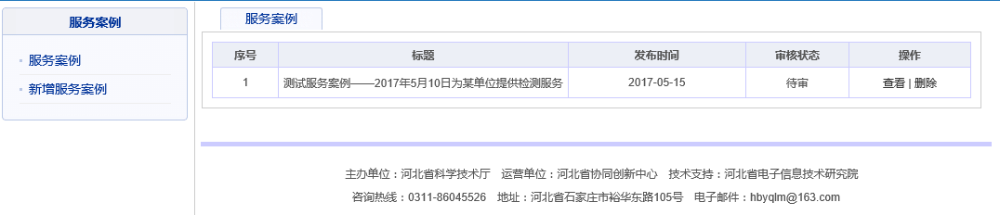 服务案例
服务案例
新增服务案例
服务案例
序号 标题 发布时间 审核状态 操作
1 测试服务案例——2017年5月10日为某单位提供检测服务 2017-05-15 待审 查看 | 删除
主办单位：河北省科学技术厅 运营单位：河北省协同创新中心 技术支持：河北省电子信息技术研究院
咨询热线：0311-86045526 地址：河北省石家庄市裕华东路105号 电子邮件：hbyqlm@163.com